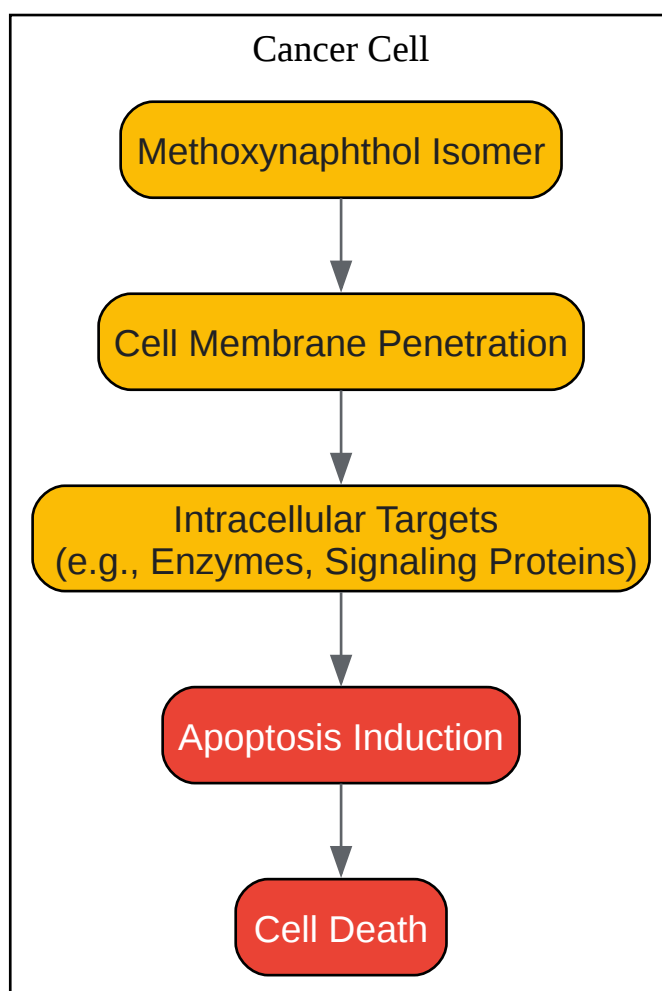 Cancer Cell
Methoxynaphthol Isomer
Cell Membrane Penetration
Intracellular Targets
(e.g., Enzymes, Signaling Proteins)
Apoptosis Induction
Cell Death